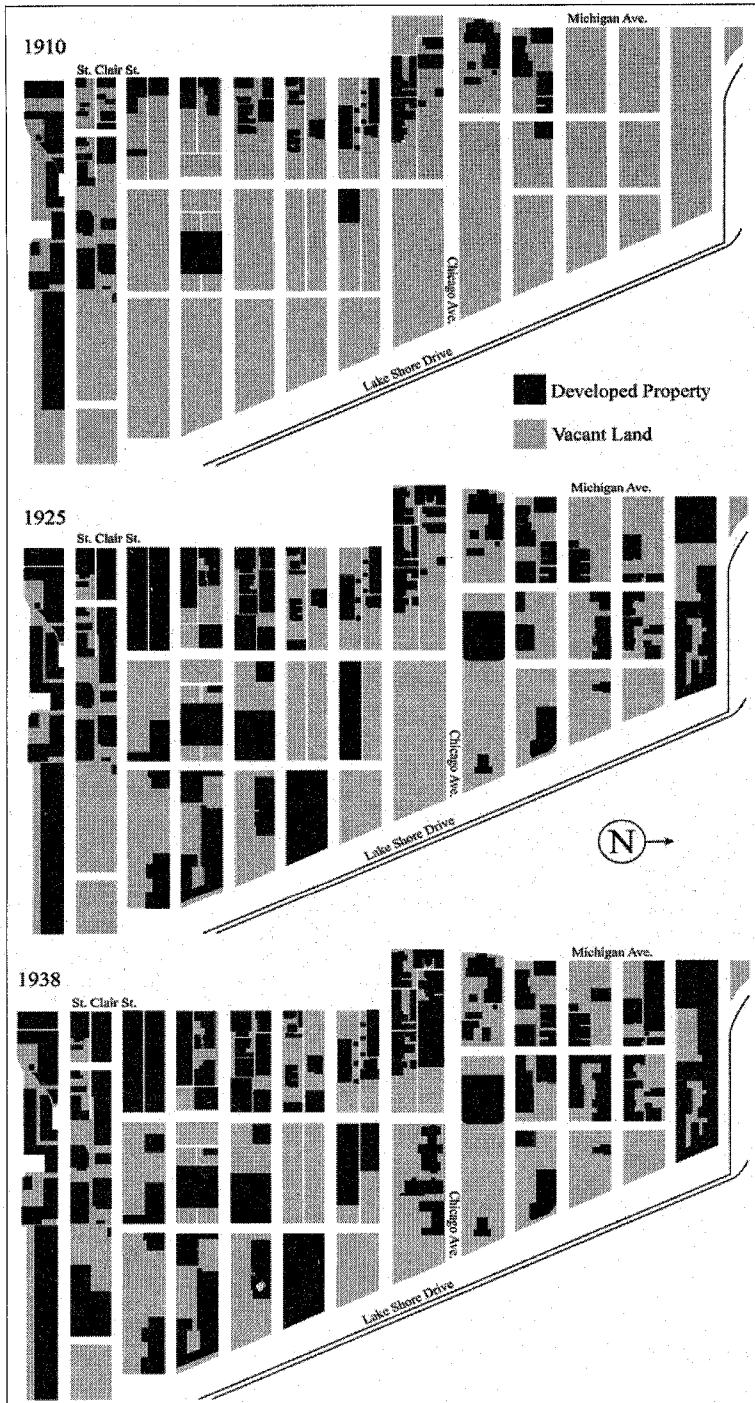 Michigan Ave.
1910
St. Clair St.
Chicago Ave.
Lake Shore Drive
Developed Property
Vacant Land
Michigan Ave.
1925
St. Clair St.
Chicago Ave.
Lake Shore Drive
N
Michigan Ave.
1938
St. Clair St.
Chicago Ave.
Lake Shore Drive